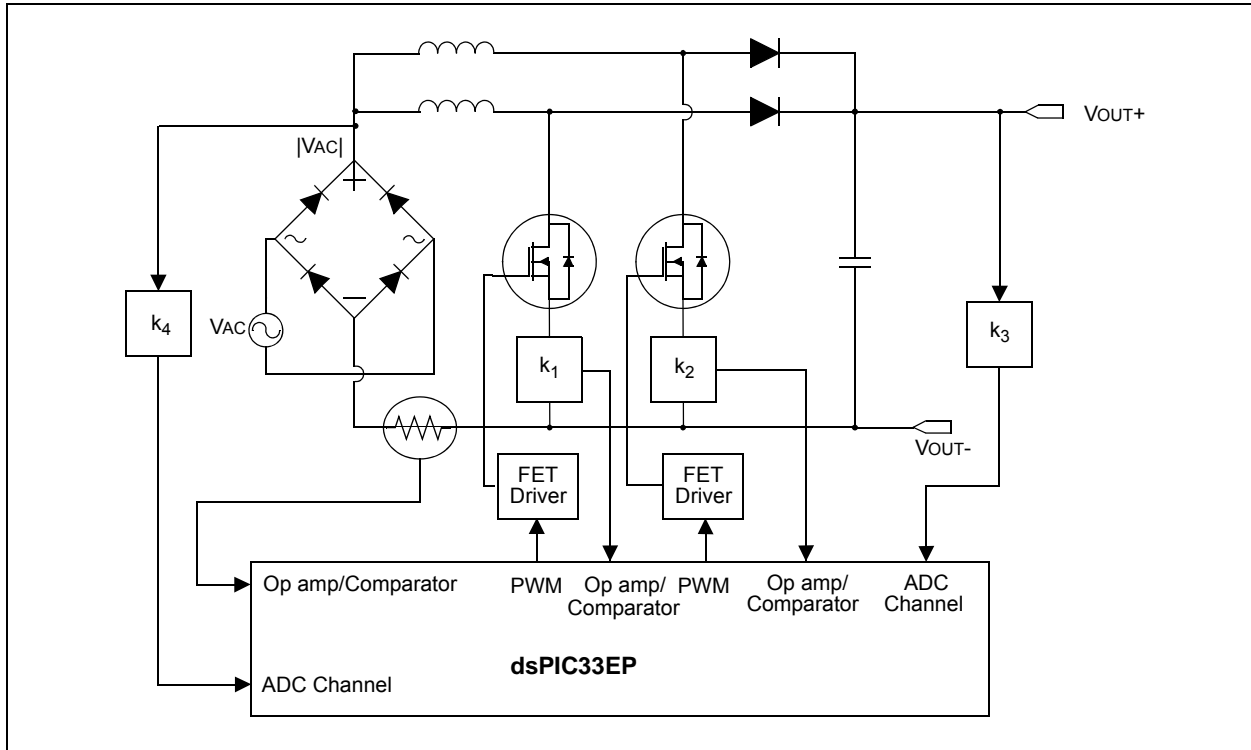 VOUT+
|VAC|
k4
VAC
k1
k2
k3
VOUT-
FET
Driver
FET
Driver
Op amp/Comparator
PWM
Op amp/
Comparator
PWM
Op amp/
Comparator
ADC
Channel
dsPIC33EP
ADC Channel